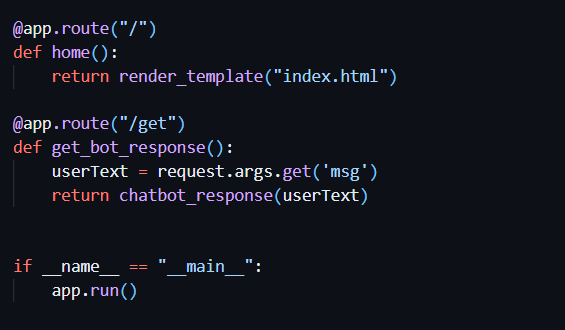 @app.route("/")
def home():
    return render_template("index.html")
@app.route("/get")
def get_bot_response():
    userText = request.args.get('msg')
    return chatbot_response(userText)
if __name__ == "__main__":
    app.run()